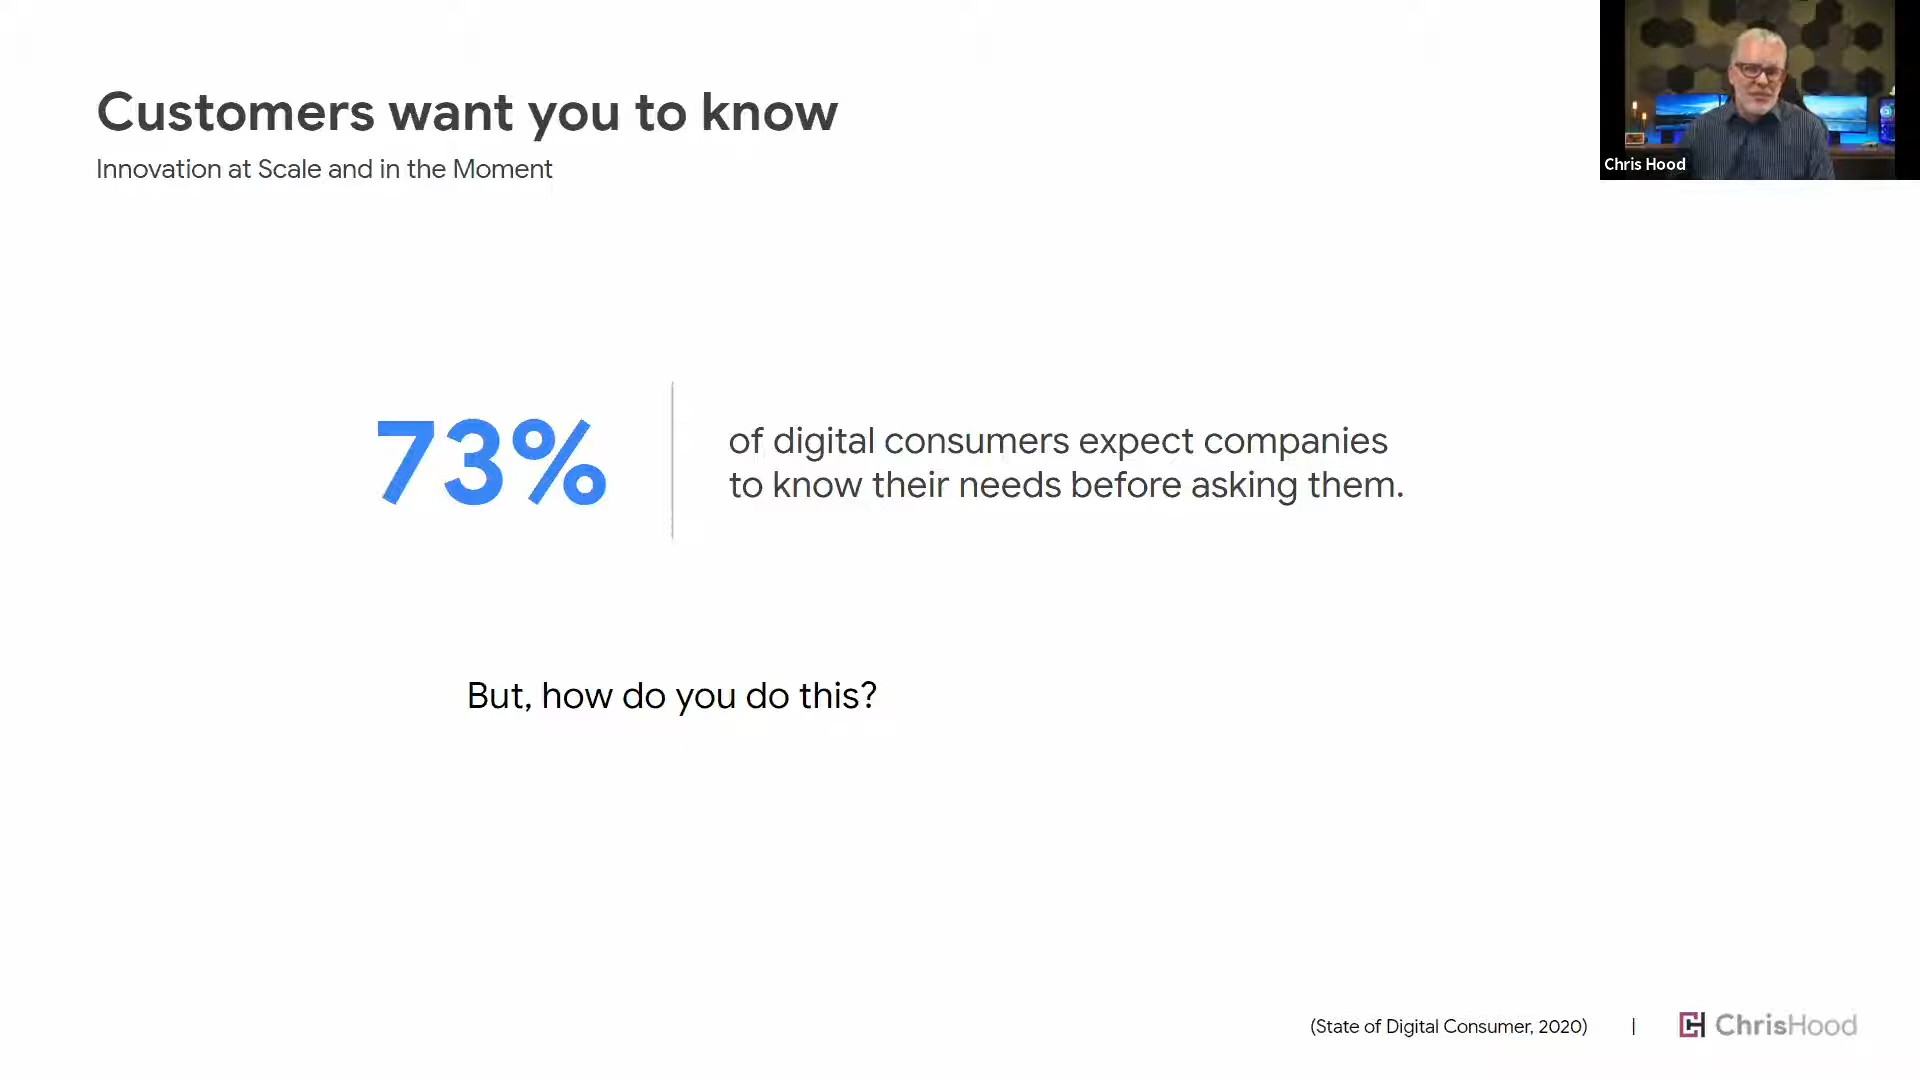 Customers want you to know
Innovation at Scale and in the Moment
Chris Hood
73%
of digital consumers expect companies
to know their needs before asking them.
But, how do you do this?
(State of Digital Consumer, 2020) | ChrisHood